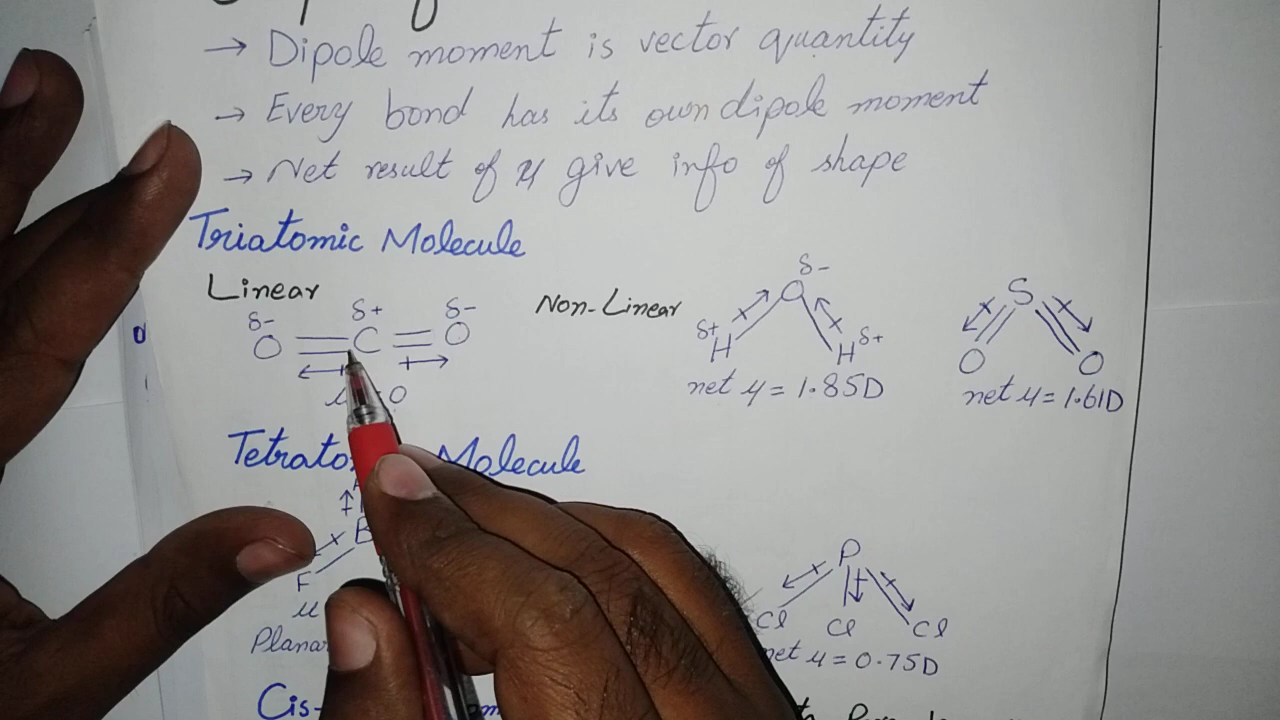 → Dipole moment is vector quantity
→ Every bond has its own dipole moment
→ Net result of μ give info of shape
Triatomic Molecule
Linear
δ- δ+ δ-
O C O
Non-Linear
δ-
O
δ+ H H δ+
net μ = 1.85D
S
O O
net μ = 1.61D
Molecule
F
μ
P
Cl Cl Cl
net μ = 0.75D
Cis-